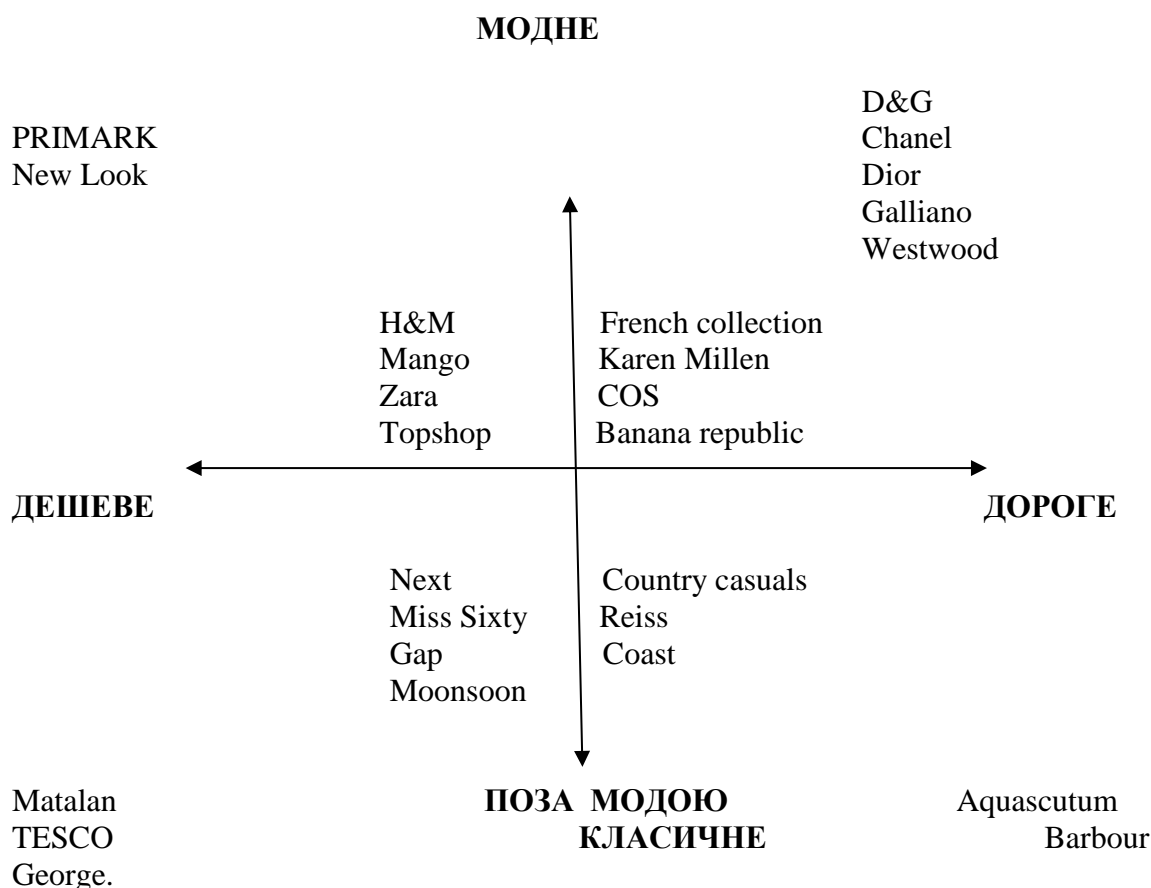 МОДНЕ
D&G
PRIMARK Chanel
New Look Dior
Galliano
Westwood
H&M French collection
Mango Karen Millen
Zara COS
Topshop Banana republic
ДЕШЕВЕ ДОРОГЕ
Next Country casuals
Miss Sixty Reiss
Gap Coast
Moonsoon
Matalan ПОЗА МОДОЮ Aquascutum
TESCO КЛАСИЧНЕ Barbour
George.